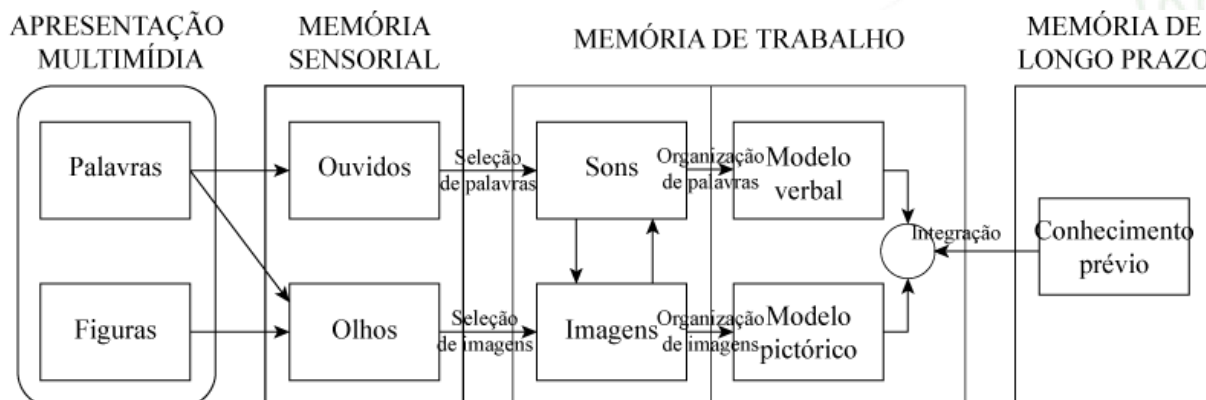 APRESENTAÇÃO
MULTIMÍDIA
MEMÓRIA
SENSORIAL
MEMÓRIA DE TRABALHO
MEMÓRIA DE
LONGO PRAZO
Palavras
Ouvidos
Seleção
de palavras
Sons
Organização
de palavras
Modelo
verbal
Integração
Conhecimento
prévio
Figuras
Olhos
Seleção
de imagens
Imagens
Organização
de imagens
Modelo
pictórico